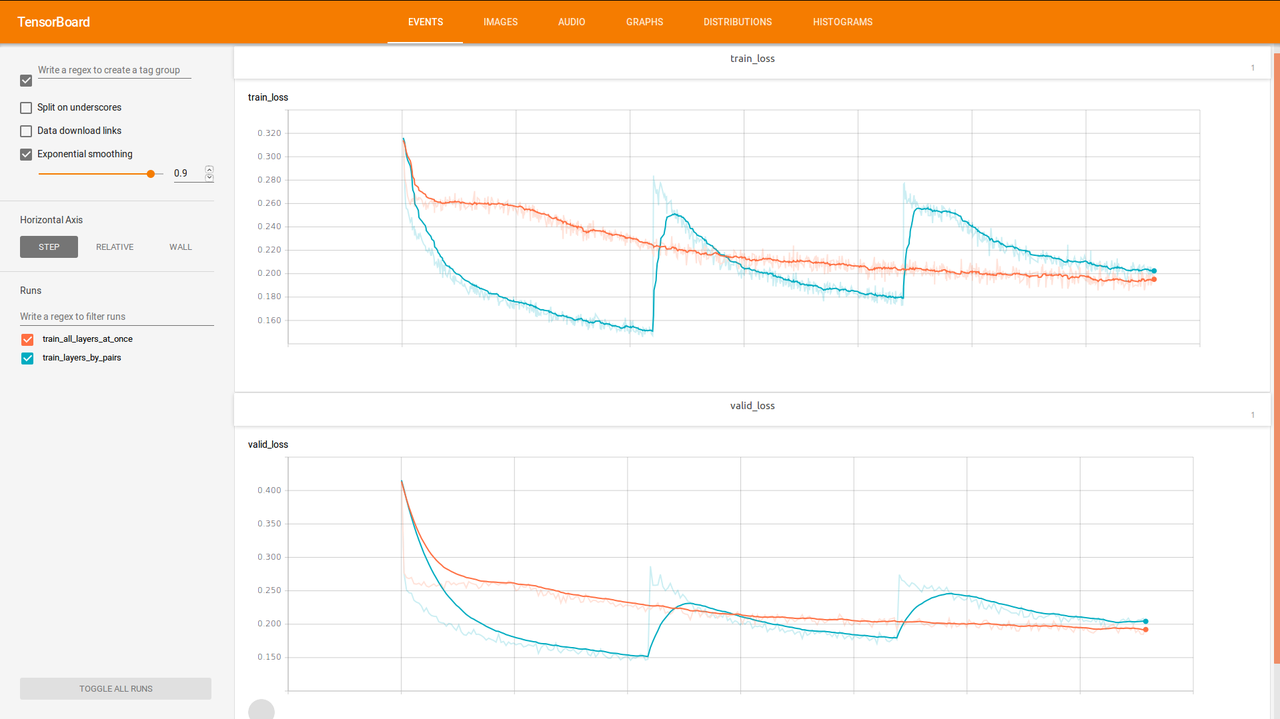 TensorBoard
EVENTS IMAGES AUDIO GRAPHS DISTRIBUTIONS HISTOGRAMS
Write a regex to create a tag group
Split on underscores
Data download links
Exponential smoothing
0.9
Horizontal Axis
STEP RELATIVE WALL
Runs
Write a regex to filter runs
train_all_layers_at_once
train_layers_by_pairs
TOGGLE ALL RUNS
train_loss
1
train_loss
0.320
0.300
0.280
0.260
0.240
0.220
0.200
0.180
0.160
valid_loss
1
valid_loss
0.400
0.350
0.300
0.250
0.200
0.150